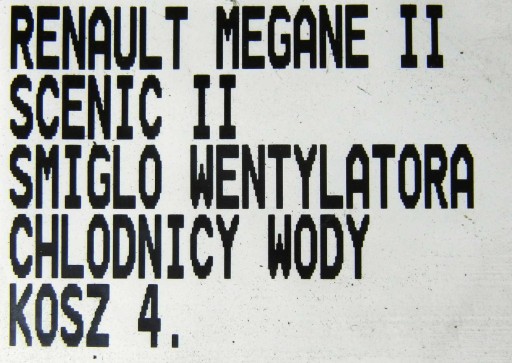 RENAULT MEGANE II
SCENIC II
SMIGLO WENTYLATORA
CHLODNICY WODY
KOSZ 4.